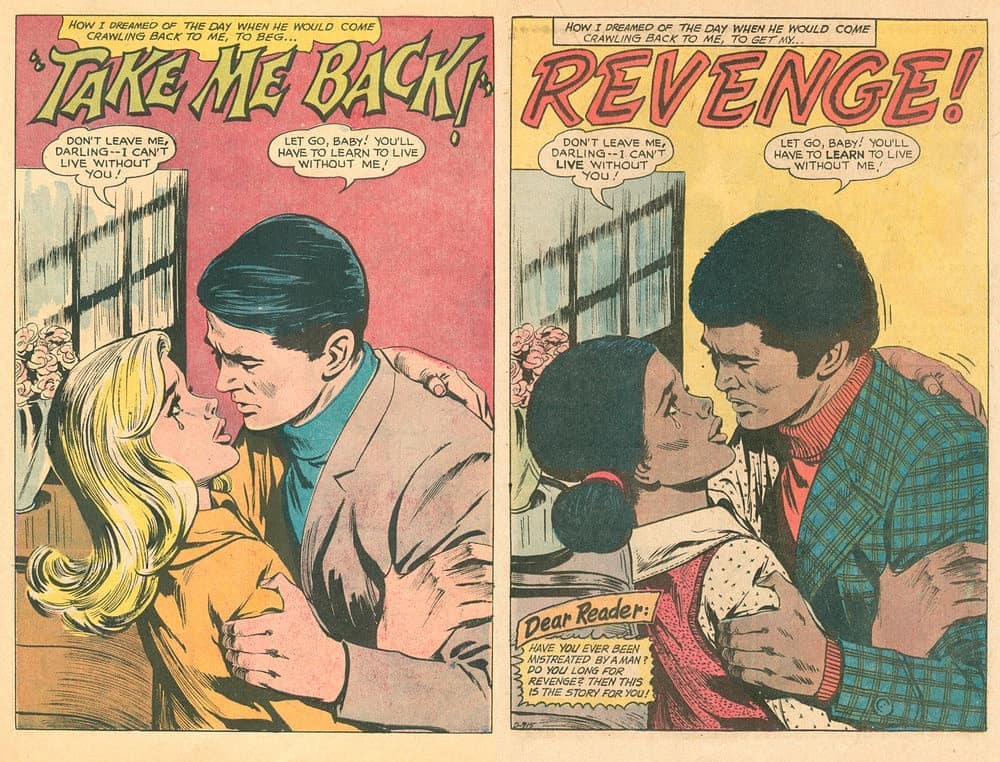 HOW I DREAMED OF THE DAY WHEN HE WOULD COME
CRAWLING BACK TO ME, TO BEG...
"TAKE ME BACK!"
DON'T LEAVE ME,
DARLING--I CAN'T
LIVE WITHOUT
YOU!
LET GO, BABY! YOU'LL
HAVE TO LEARN TO LIVE
WITHOUT ME!
HOW I DREAMED OF THE DAY WHEN HE WOULD COME
CRAWLING BACK TO ME, TO GET MY...
REVENGE!
DON'T LEAVE ME,
DARLING--I CAN'T
LIVE WITHOUT
YOU!
LET GO, BABY! YOU'LL
HAVE TO LEARN TO LIVE
WITHOUT ME!
Dear Reader:
HAVE YOU EVER BEEN
MISTREATED BY A MAN?
DO YOU LONG FOR
REVENGE? THEN THIS
IS THE STORY FOR YOU!